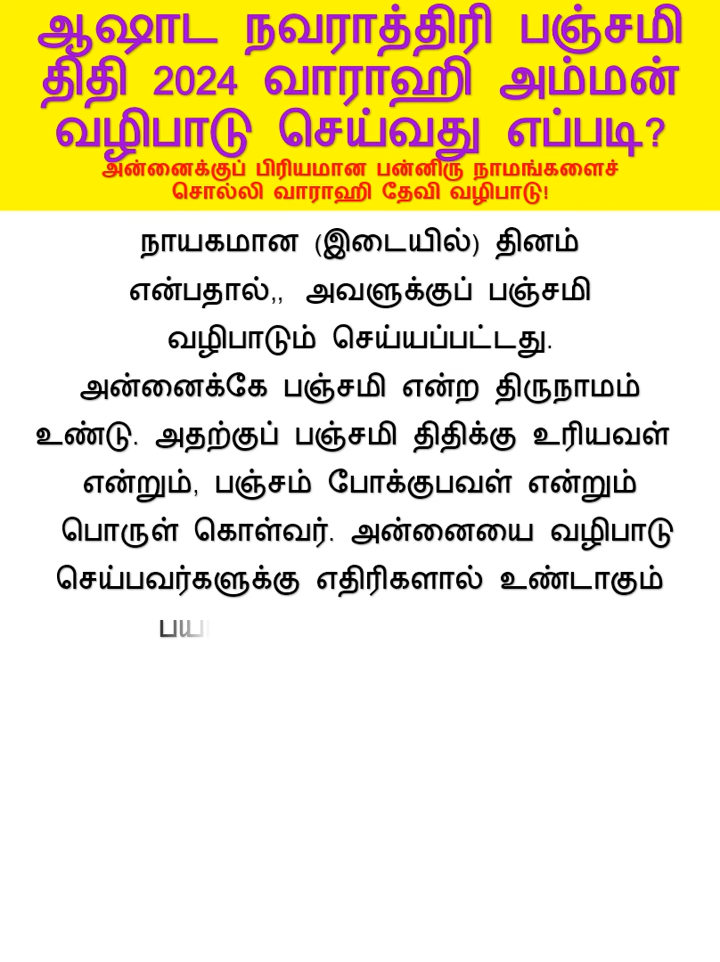 ஆஷாட நவராத்திரி பஞ்சமி
திதி 2024 வாராஹி அம்மன்
வழிபாடு செய்வது எப்படி?
அன்னைக்குப் பிரியமான பன்னிரு நாமங்களைச்
சொல்லி வாராஹி தேவி வழிபாடு!
நாயகமான (இடையில்) தினம்
என்பதால்,, அவளுக்குப் பஞ்சமி
வழிபாடும் செய்யப்பட்டது.
அன்னைக்கே பஞ்சமி என்ற திருநாமம்
உண்டு. அதற்குப் பஞ்சமி திதிக்கு உரியவள்
என்றும், பஞ்சம் போக்குபவள் என்றும்
பொருள் கொள்வர். அன்னையை வழிபாடு
செய்பவர்களுக்கு எதிரிகளால் உண்டாகும்